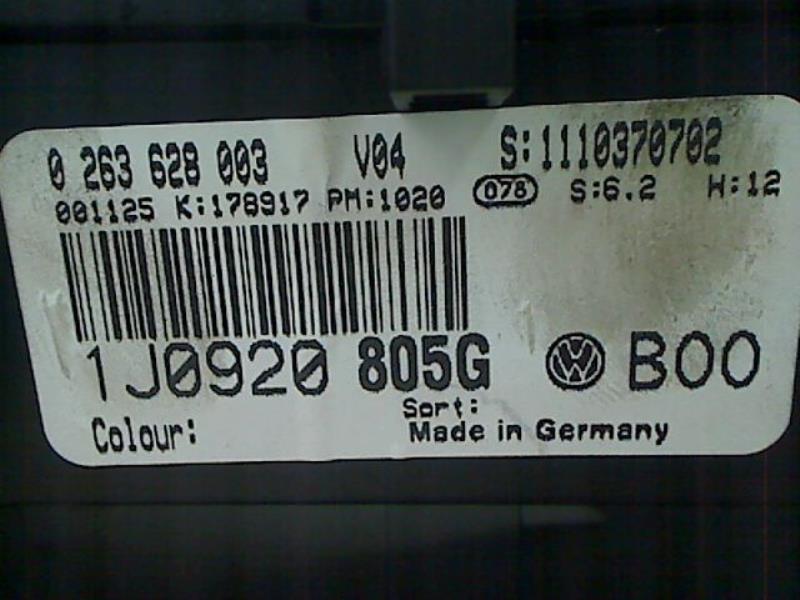 0 263 628 003 V04 S:1110370702
001125 K:178917 PM:1020 078 S:6.2 H:12
1J0920 805G VW B00
Sort:
Colour: Made in Germany